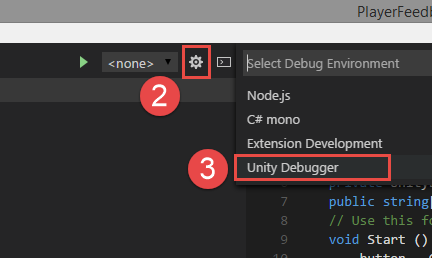 PlayerFeedb
<none>
Select Debug Environment
2
Node.js
C# mono
Extension Development
3
Unity Debugger
7 public string[
8 // Use this fo
9 void Start ()